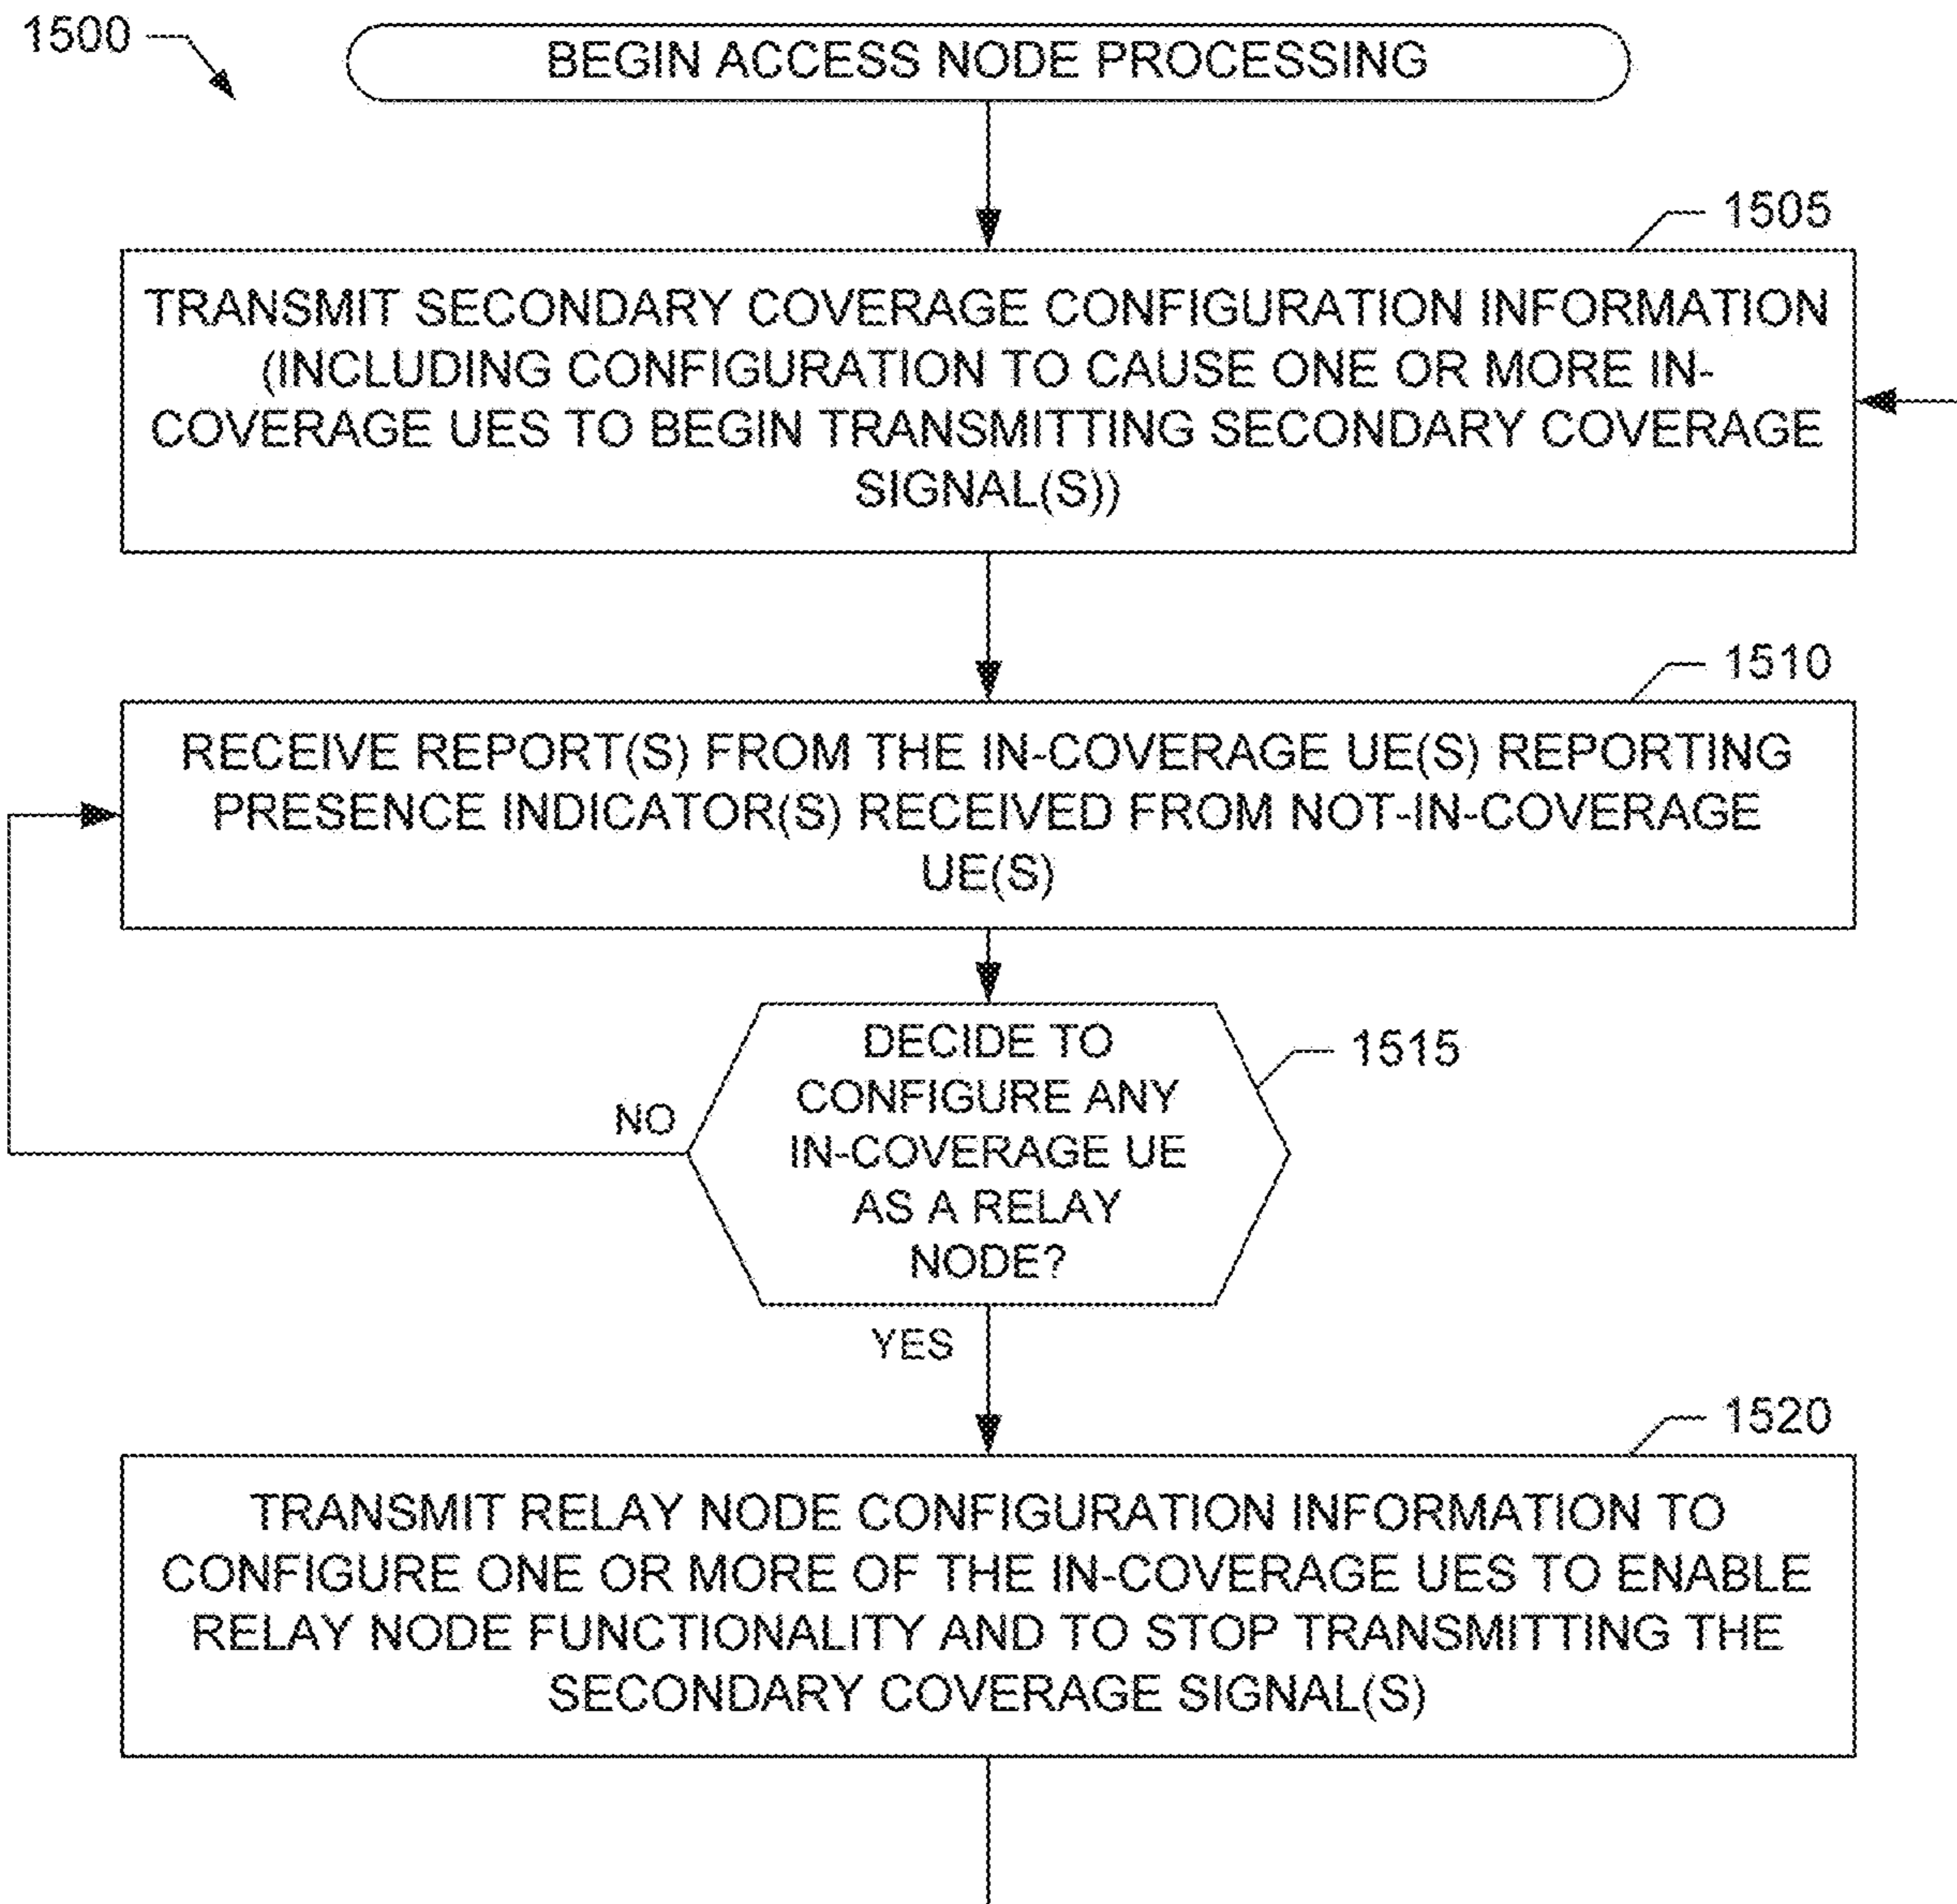 1500
BEGIN ACCESS NODE PROCESSING
1505
TRANSMIT SECONDARY COVERAGE CONFIGURATION INFORMATION
(INCLUDING CONFIGURATION TO CAUSE ONE OR MORE IN-
COVERAGE UES TO BEGIN TRANSMITTING SECONDARY COVERAGE
SIGNAL(S))
1510
RECEIVE REPORT(S) FROM THE IN-COVERAGE UE(S) REPORTING
PRESENCE INDICATOR(S) RECEIVED FROM NOT-IN-COVERAGE
UE(S)
DECIDE TO
CONFIGURE ANY
IN-COVERAGE UE
AS A RELAY
NODE?
1515
NO
YES
1520
TRANSMIT RELAY NODE CONFIGURATION INFORMATION TO
CONFIGURE ONE OR MORE OF THE IN-COVERAGE UES TO ENABLE
RELAY NODE FUNCTIONALITY AND TO STOP TRANSMITTING THE
SECONDARY COVERAGE SIGNAL(S)